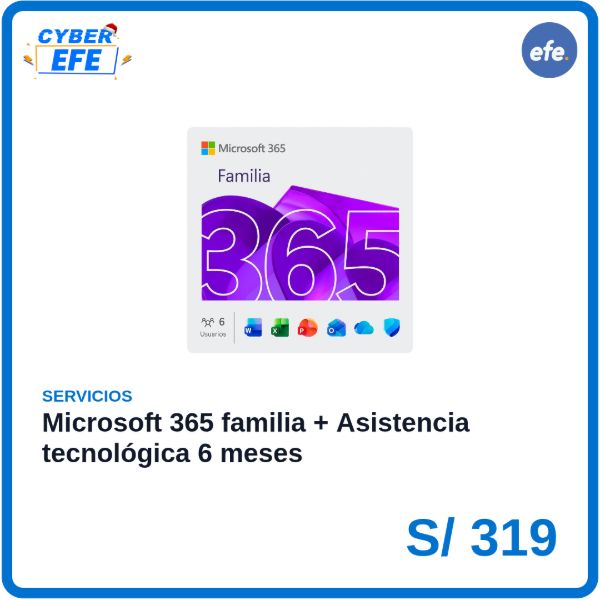 CYBER
EFE
efe.
Microsoft 365
Familia
365
6
Usuarios
W
X
P
O
SERVICIOS
Microsoft 365 familia + Asistencia
tecnológica 6 meses
S/ 319